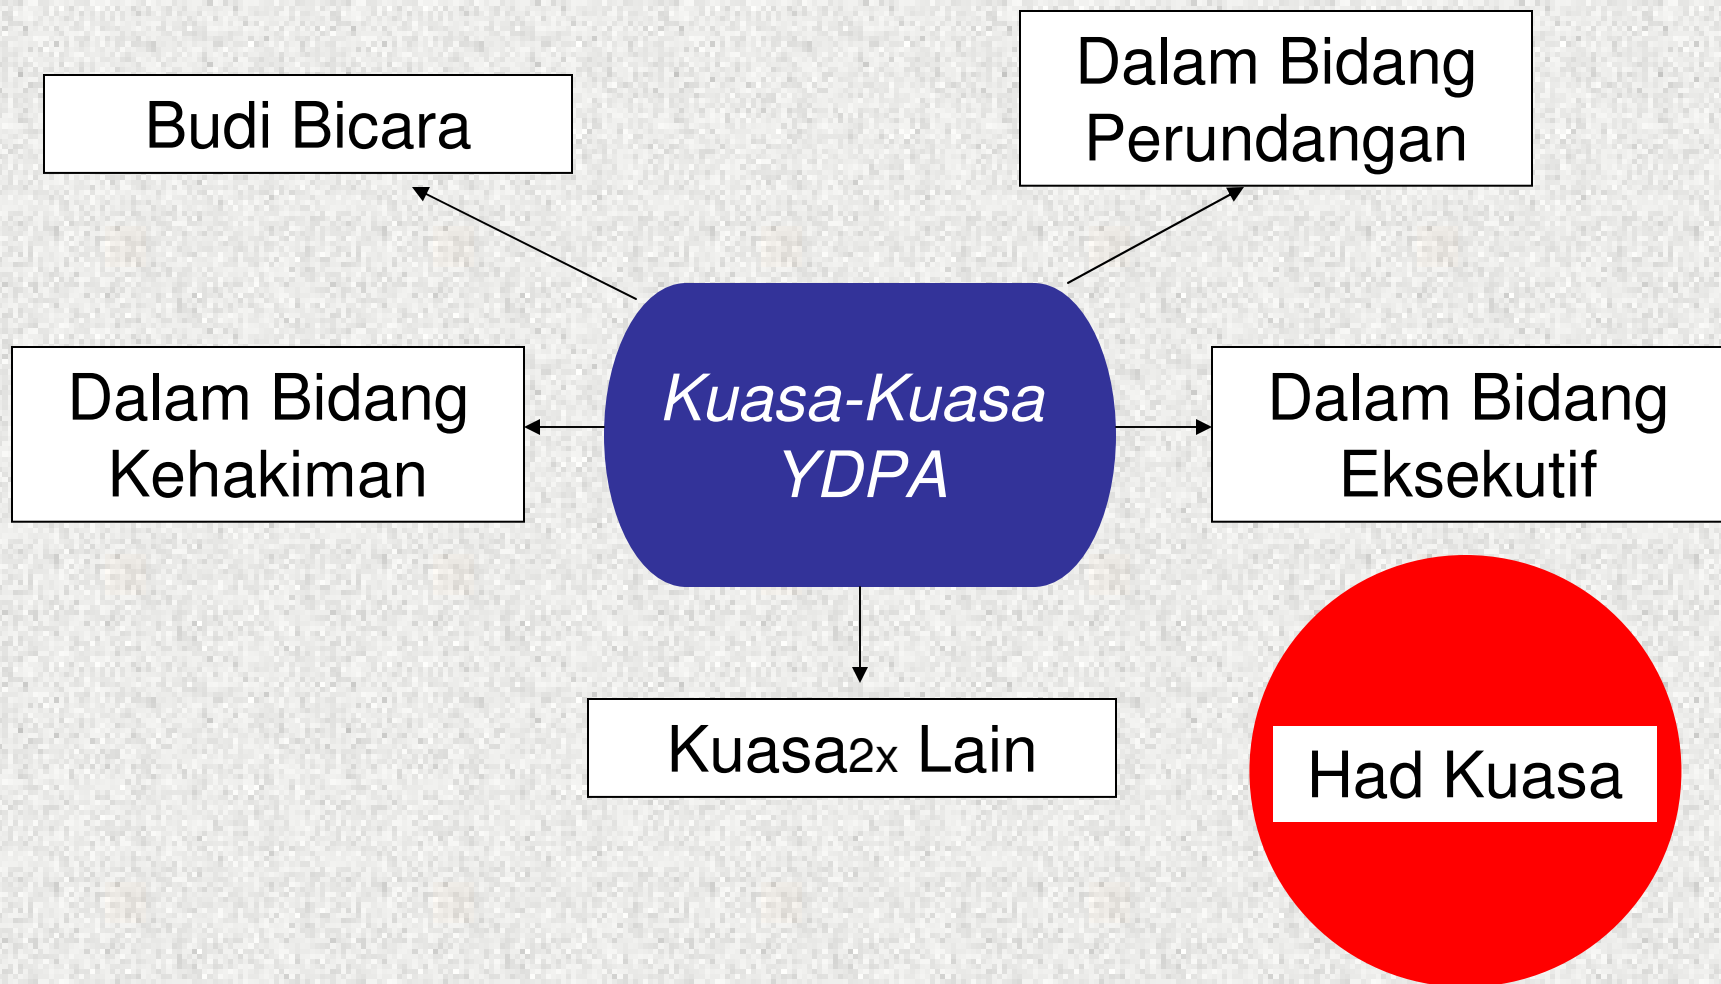 Budi Bicara
Dalam Bidang
Perundangan
Dalam Bidang
Kehakiman
Kuasa-Kuasa
YDPA
Dalam Bidang
Eksekutif
Kuasa2x Lain
Had Kuasa